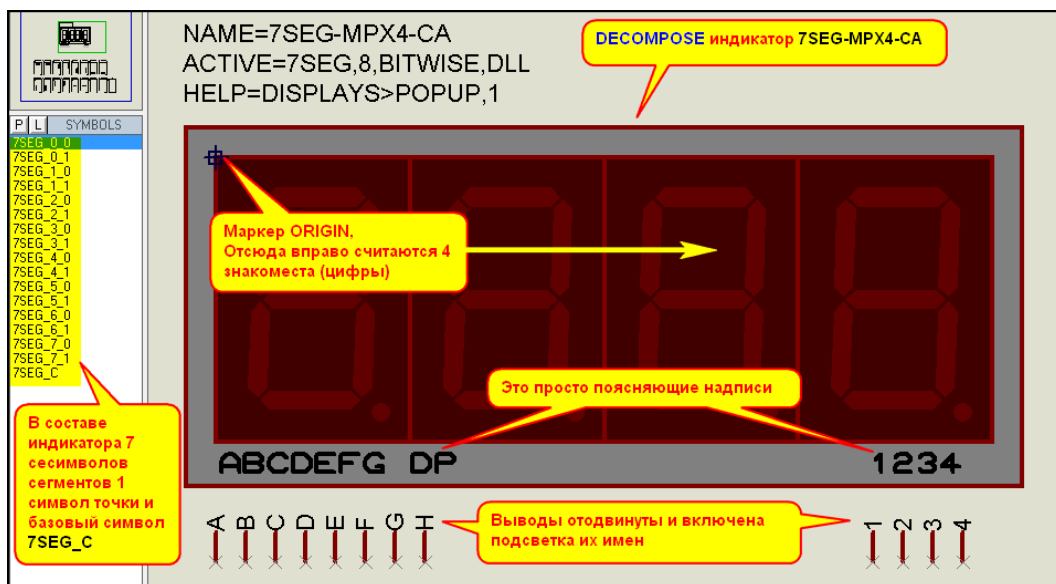 NAME=7SEG-MPX4-CA
ACTIVE=7SEG,8,BITWISE,DLL
HELP=DISPLAYS>POPUP,1
DECOMPOSE индикатор 7SEG-MPX4-CA
P L SYMBOLS
7SEG_0_0
7SEG_0_1
7SEG_1_0
7SEG_1_1
7SEG_2_0
7SEG_2_1
7SEG_3_0
7SEG_3_1
7SEG_4_0
7SEG_4_1
7SEG_5_0
7SEG_5_1
7SEG_6_0
7SEG_6_1
7SEG_7_0
7SEG_7_1
7SEG_C
Маркер ORIGIN,
Отсюда вправо считаются 4
знакоместа (цифры)
Это просто поясняющие надписи
В составе
индикатора 7
сесимволов
сегментов 1
символ точки и
базовый символ
7SEG_C
ABCDEFG DP
1234
A B C D E F G H
Выводы отодвинуты и включена
подсветка их имен
1 2 3 4